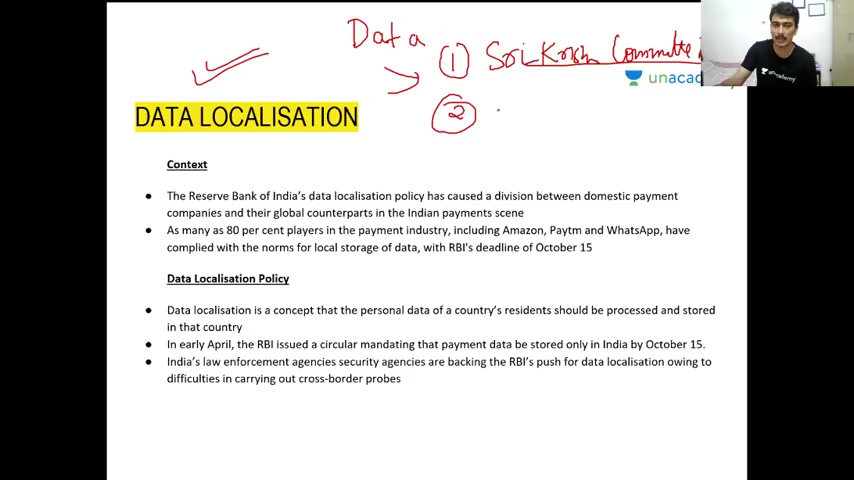 Data
① Sri Krish Committe
unacademy
DATA LOCALISATION
②
Context
● The Reserve Bank of India's data localisation policy has caused a division between domestic payment
companies and their global counterparts in the Indian payments scene
● As many as 80 per cent players in the payment industry, including Amazon, Paytm and WhatsApp, have
complied with the norms for local storage of data, with RBI's deadline of October 15
Data Localisation Policy
● Data localisation is a concept that the personal data of a country's residents should be processed and stored
in that country
● In early April, the RBI issued a circular mandating that payment data be stored only in India by October 15.
● India's law enforcement agencies security agencies are backing the RBI's push for data localisation owing to
difficulties in carrying out cross-border probes